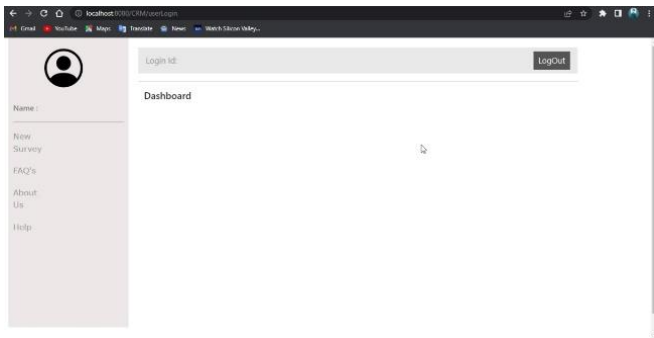 localhost:8080/CRM/userLogin
Gmail YouTube Maps Translate News Watch Silicon Valley...
Login Id:
LogOut
Dashboard
Name :
New
Survey
FAQ's
About
Us
Help